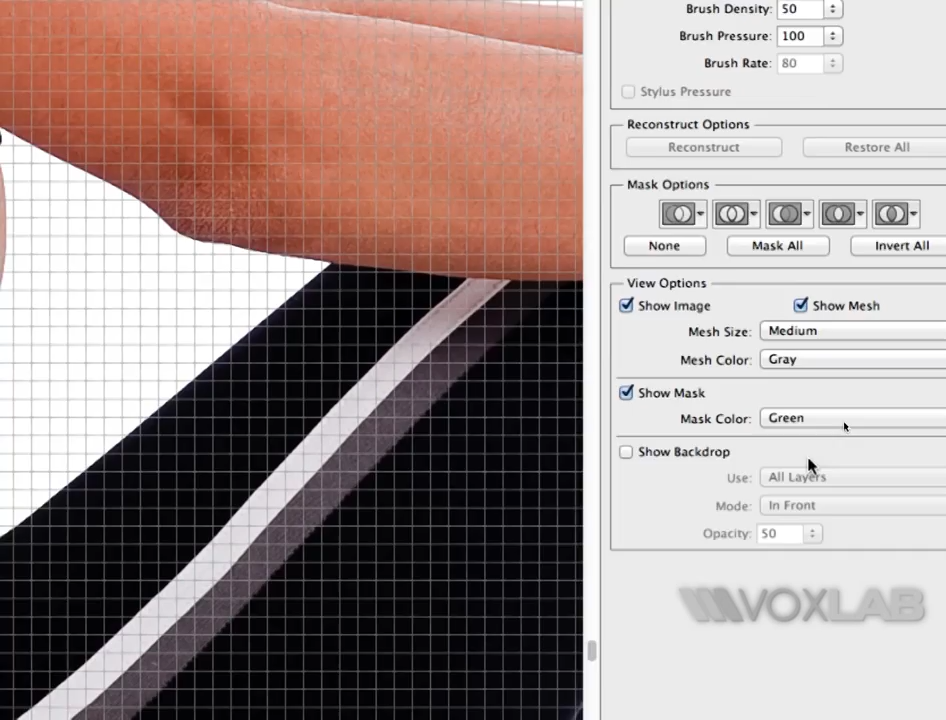 Brush Density: 50
Brush Pressure: 100
Brush Rate: 80
Stylus Pressure
Reconstruct Options
Reconstruct Restore All
Mask Options
None Mask All Invert All
View Options
Show Image Show Mesh
Mesh Size: Medium
Mesh Color: Gray
Show Mask
Mask Color: Green
Show Backdrop
Use: All Layers
Mode: In Front
Opacity: 50
VOXLAB